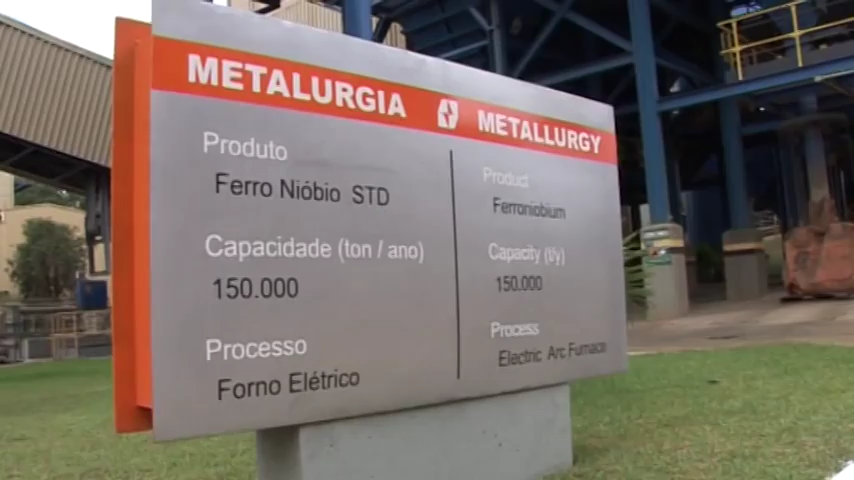 METALURGIA
Produto
Ferro Nióbio STD
Capacidade (ton / ano)
150.000
Processo
Forno Elétrico
METALLURGY
Product
Ferroniobium
Capacity (t/y)
150.000
Process
Electric Arc Furnace